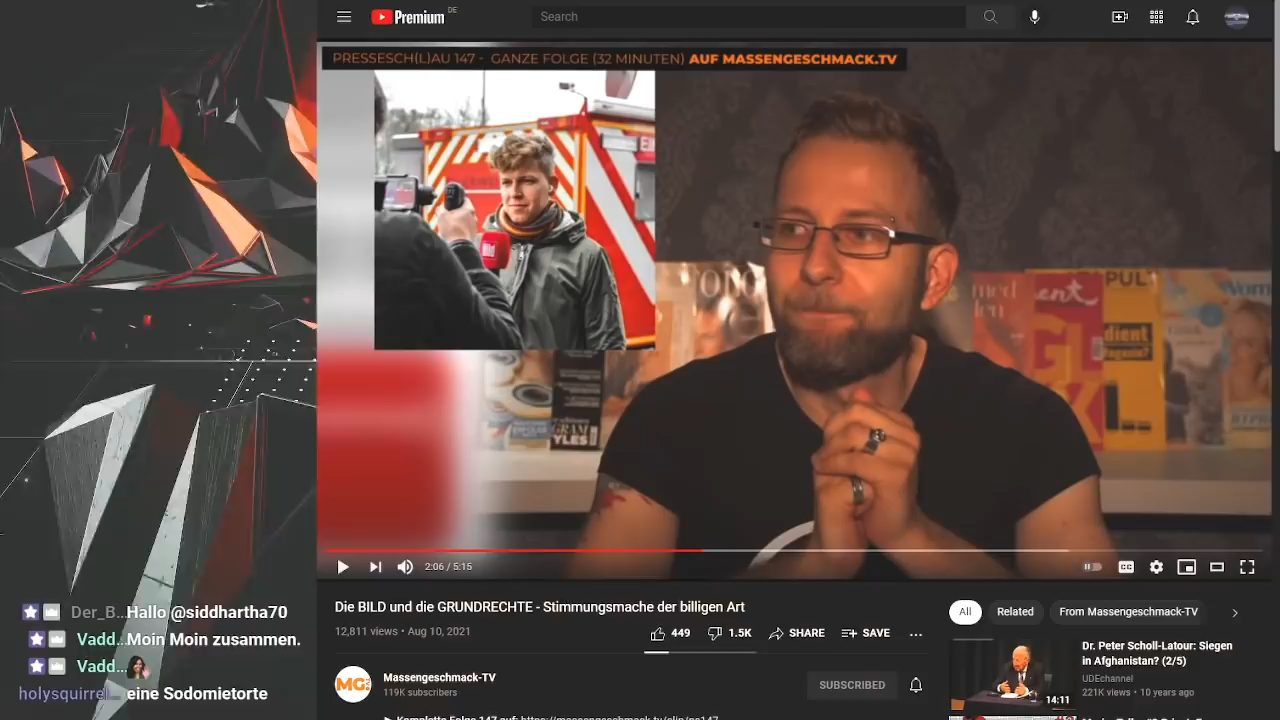 Premium DE
Search
PRESSESCH(L)AU 147 - GANZE FOLGE (32 MINUTEN) AUF MASSENGESCHMACK.TV
Bild
2:06 / 5:15
CC
Die BILD und die GRUNDRECHTE - Stimmungsmache der billigen Art
12,811 views • Aug 10, 2021
449
1.5K
SHARE
SAVE
MG
Massengeschmack-TV
119K subscribers
SUBSCRIBED
All
Related
From Massengeschmack-TV
Dr. Peter Scholl-Latour: Siegen
in Afghanistan? (2/5)
UDEchannel
221K views • 10 years ago
14:11
Der_B... Hallo @siddhartha70
Vadd... Moin Moin zusammen.
Vadd...
holysquirrel... eine Sodomietorte